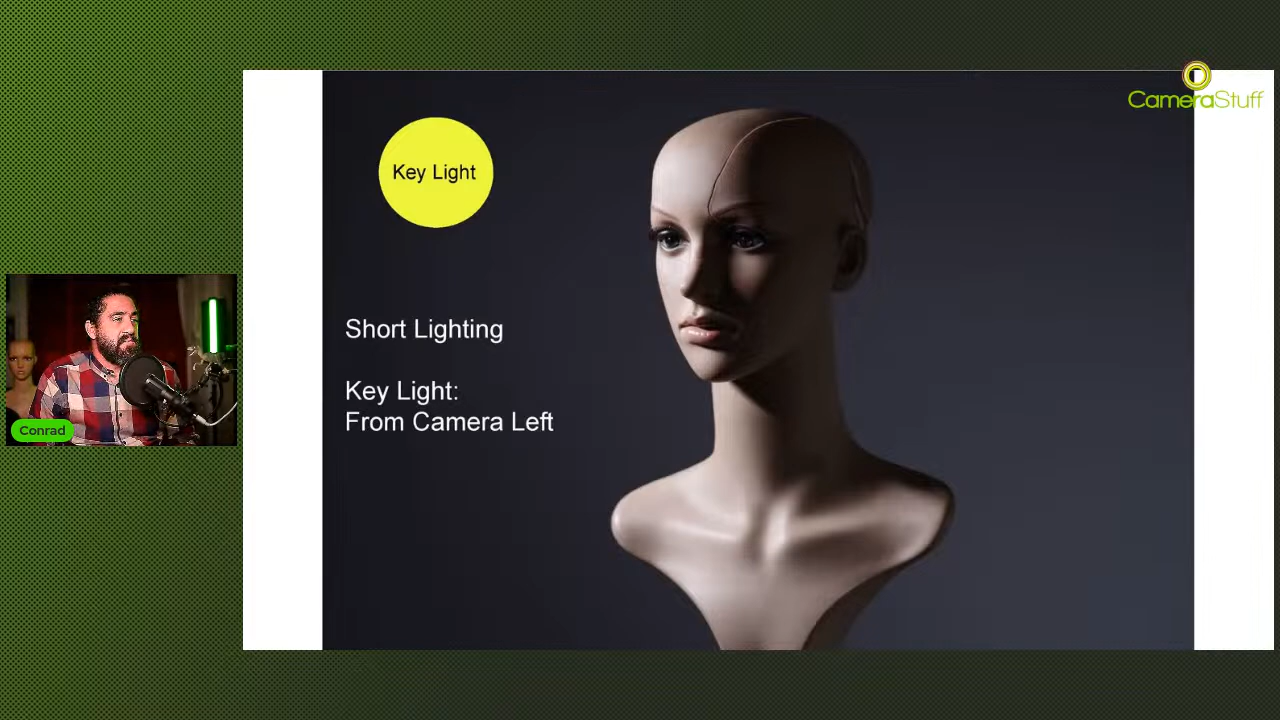 CameraStuff
Key Light
Short Lighting
Key Light:
From Camera Left
Conrad